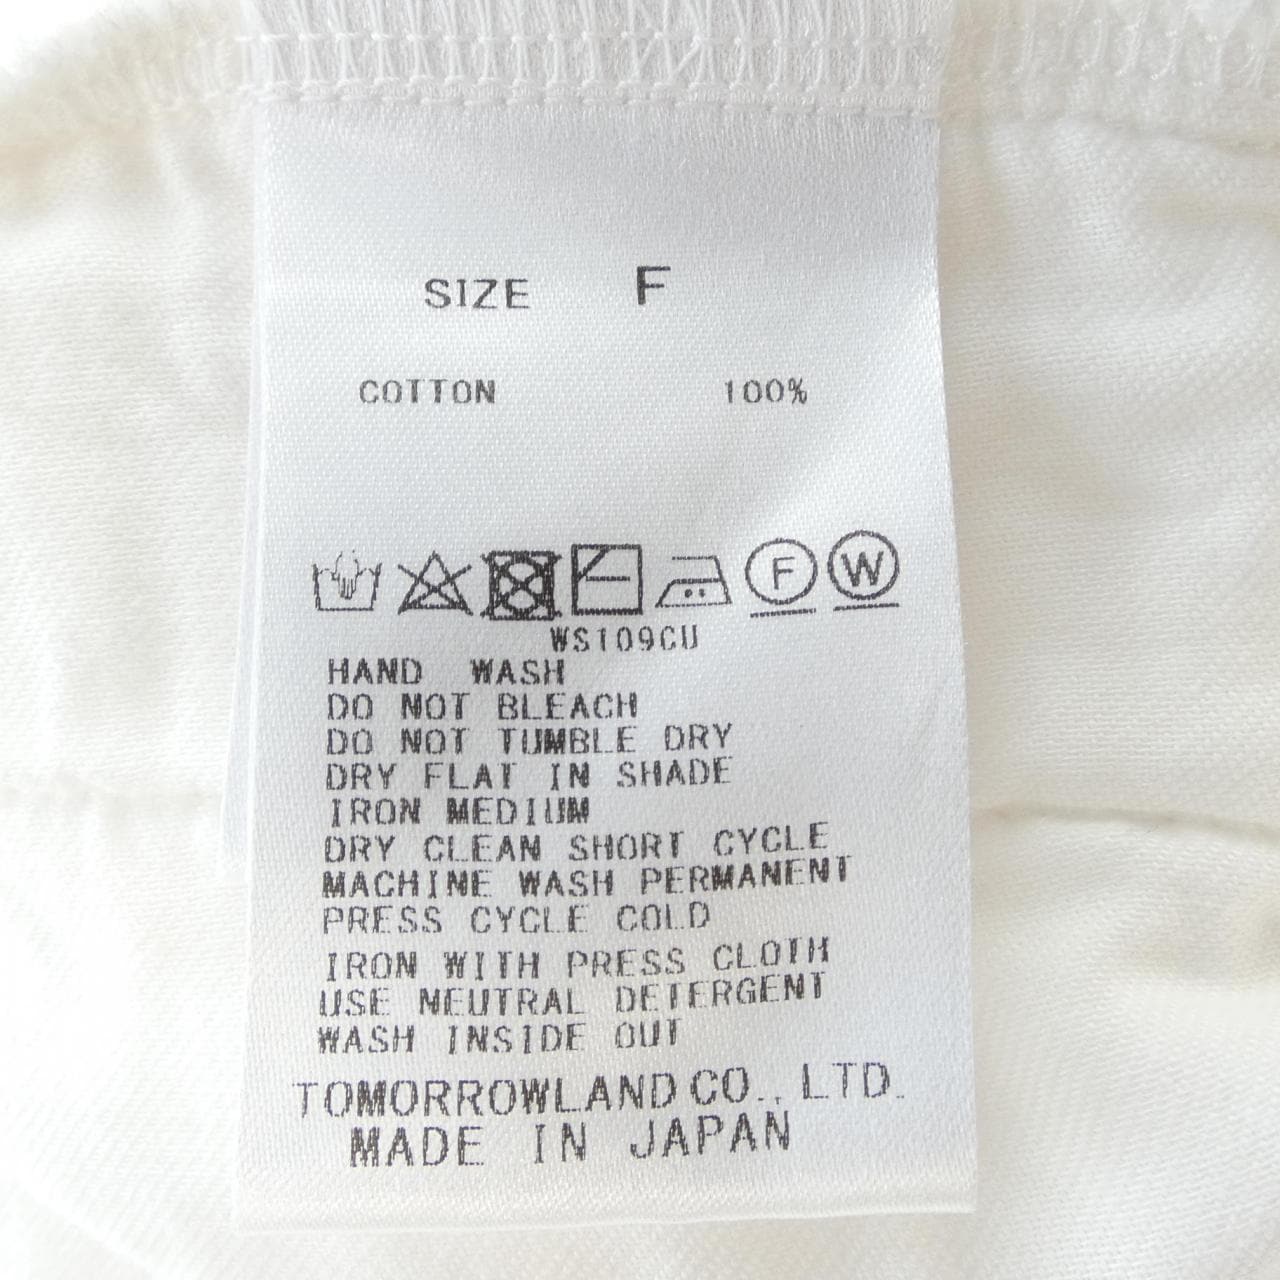 SIZE F
COTTON 100%
F W
WS109CU
HAND WASH
DO NOT BLEACH
DO NOT TUMBLE DRY
DRY FLAT IN SHADE
IRON MEDIUM
DRY CLEAN SHORT CYCLE
MACHINE WASH PERMANENT
PRESS CYCLE COLD
IRON WITH PRESS CLOTH
USE NEUTRAL DETERGENT
WASH INSIDE OUT
TOMORROWLAND CO., LTD.
MADE IN JAPAN